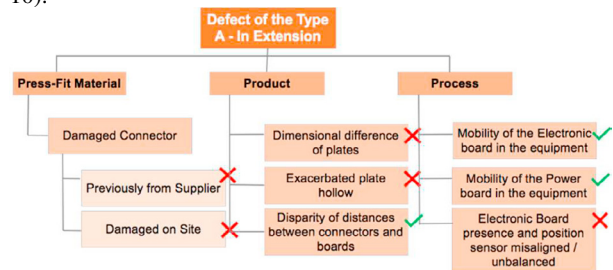 10).
Defect of the Type
A - In Extension
Press-Fit Material
Product
Process
Damaged Connector
Previously from Supplier
Damaged on Site
Dimensional difference
of plates
Exacerbated plate
hollow
Disparity of distances
between connectors and
boards
Mobility of the Electronic
board in the equipment
Mobility of the Power
board in the equipment
Electronic Board
presence and position
sensor misaligned /
unbalanced